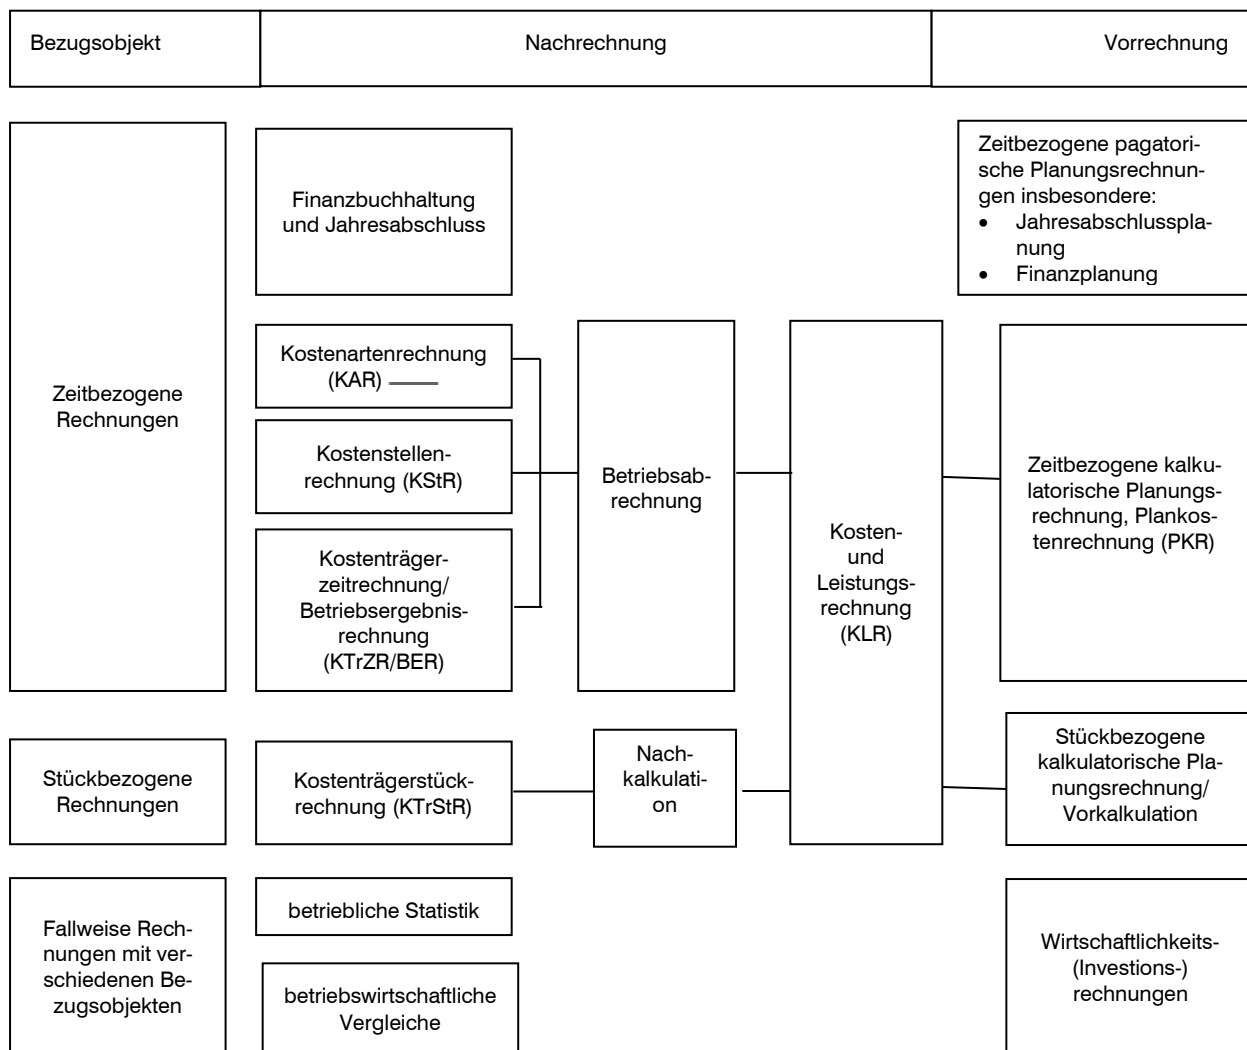 Bezugsobjekt
Nachrechnung
Vorrechnung
Zeitbezogene
Rechnungen
Finanzbuchhaltung
und Jahresabschluss
Zeitbezogene pagatori-
sche Planungsrechnun-
gen insbesondere:
• Jahresabschlusspla-
nung
• Finanzplanung
Kostenartenrechnung
(KAR)
Kostenstellen-
rechnung (KStR)
Kostenträger-
zeitrechnung/
Betriebsergebnis-
rechnung
(KTrZR/BER)
Betriebsab-
rechnung
Kosten-
und
Leistungs-
rechnung
(KLR)
Zeitbezogene kalku-
latorische Planungs-
rechnung, Plankos-
tenrechnung (PKR)
Stückbezogene
Rechnungen
Kostenträgerstück-
rechnung (KTrStR)
Nach-
kalkulati-
on
Stückbezogene
kalkulatorische Pla-
nungsrechnung/
Vorkalkulation
Fallweise Rech-
nungen mit ver-
schiedenen Be-
zugsobjekten
betriebliche Statistik
betriebswirtschaftliche
Vergleiche
Wirtschaftlichkeits-
(Investions-)
rechnungen